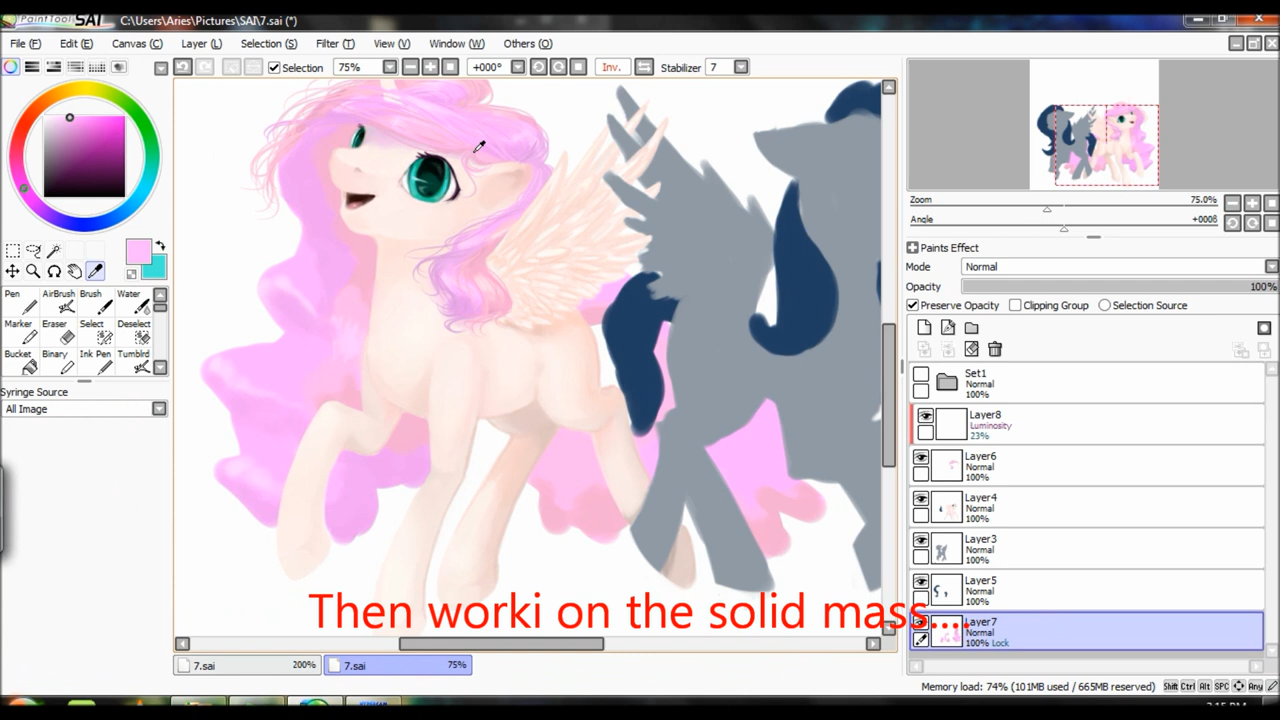 PaintTool SAI C:\Users\Aries\Pictures\SAI\7.sai (*)
File (F) Edit (E) Canvas (C) Layer (L) Selection (S) Filter (T) View (V) Window (W) Others (O)
Selection 75% +000° Inv. Stabilizer 7
Zoom 75.0%
Angle +000ß
Paints Effect
Mode Normal
Opacity 100%
Preserve Opacity Clipping Group Selection Source
Pen AirBrush Brush Water
Marker Eraser Select Deselect
Bucket Binary Ink Pen Tumblrd
Syringe Source
All Image
Set1
Normal
100%
Layer8
Luminosity
23%
Layer6
Normal
100%
Layer4
Normal
100%
Layer3
Normal
100%
Layer5
Normal
100%
Layer7
Normal
100% Lock
Then worki on the solid mass....
7.sai 200% 7.sai 75%
Memory load: 74% (101MB used / 665MB reserved) Shift Ctrl Alt SPC Any